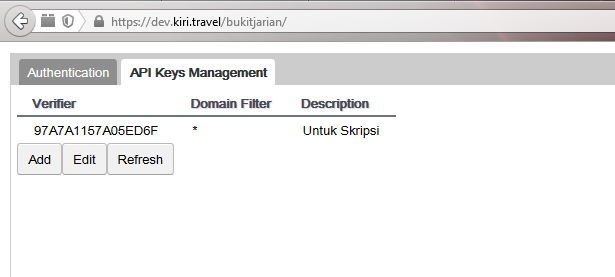 https://dev.kiri.travel/bukitjarian/
Authentication API Keys Management
Verifier Domain Filter Description
97A7A1157A05ED6F * Untuk Skripsi
Add Edit Refresh